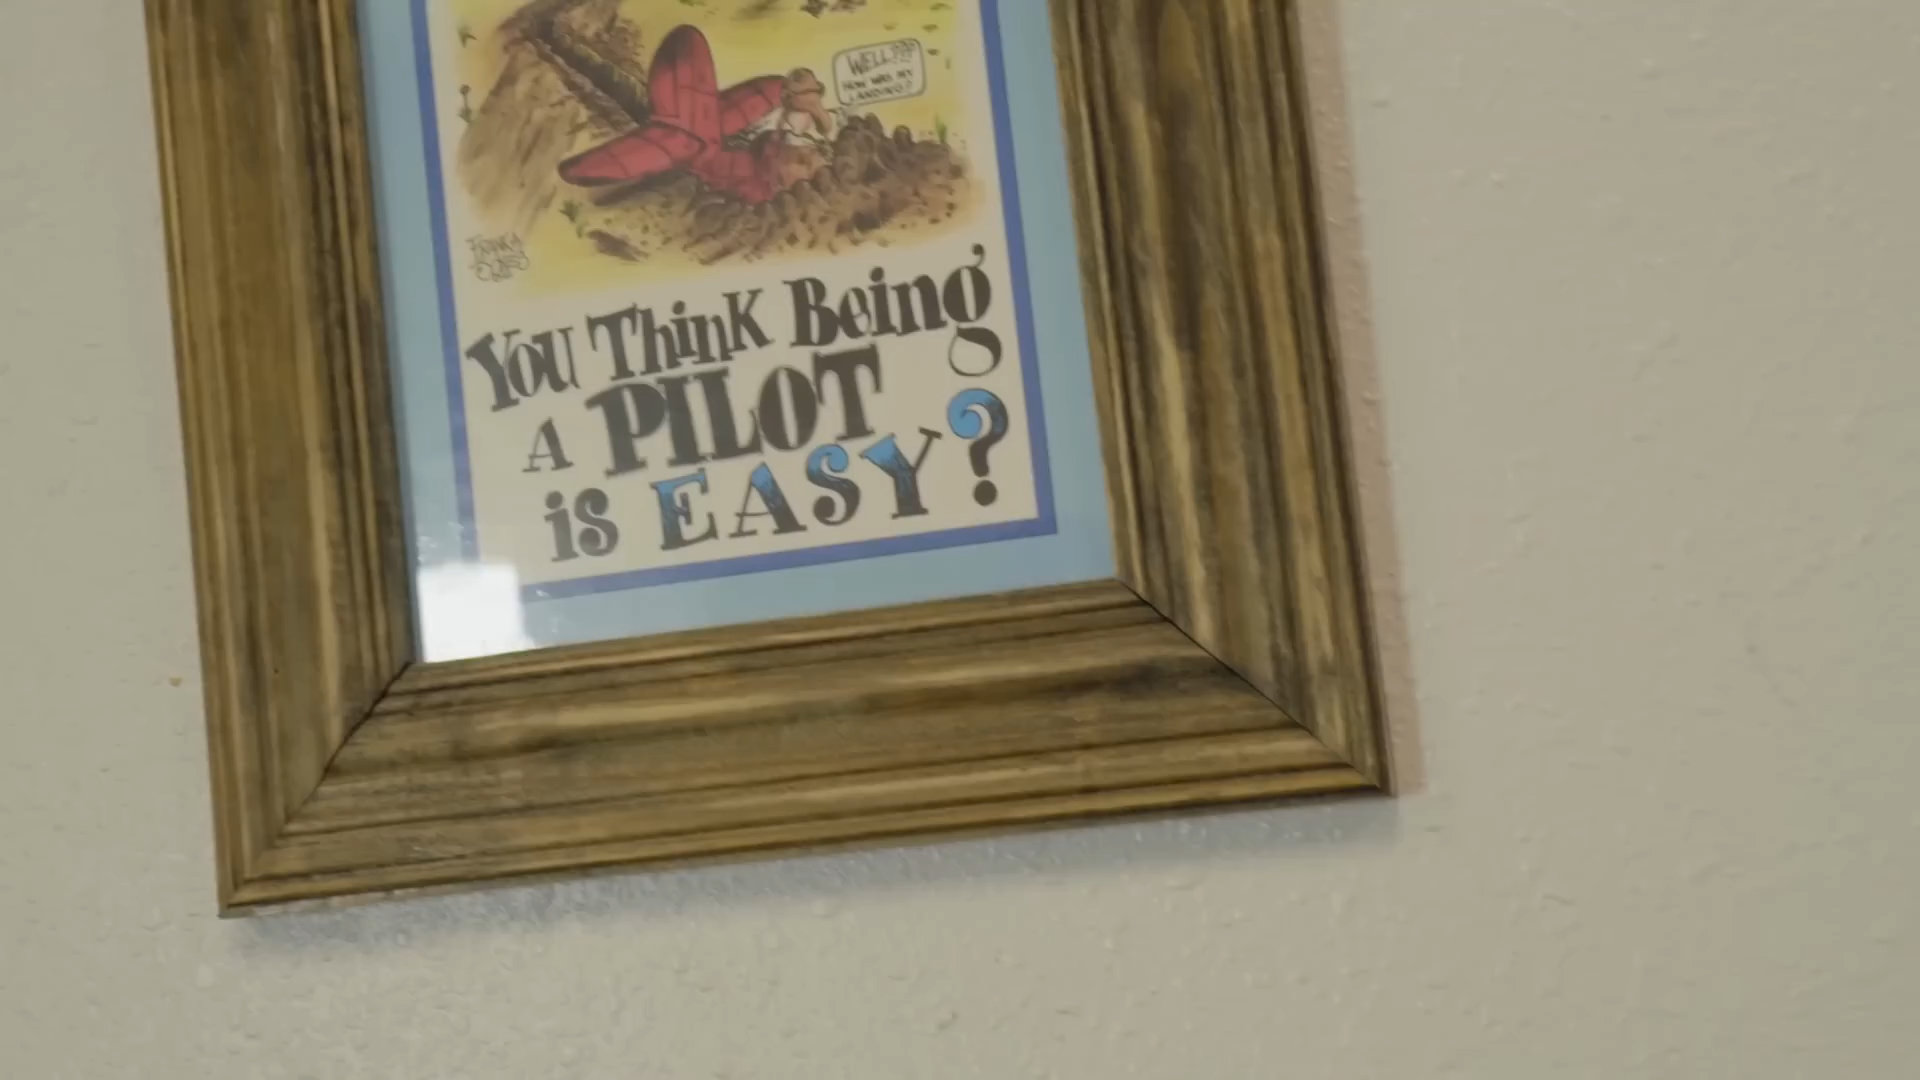 WELL???
HOW WAS MY
LANDING?
You Think Being
A PILOT
is EASY?